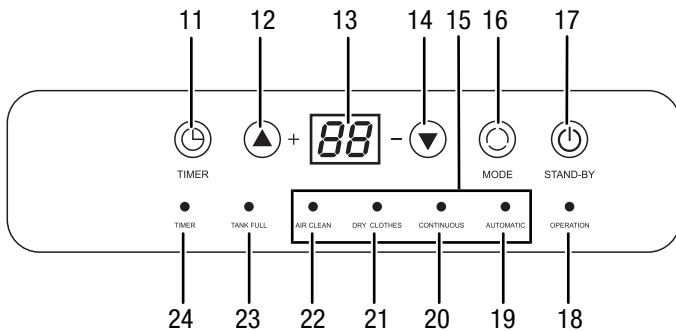 11 12 13 14 15 16 17
+ 88 -
TIMER MODE STAND-BY
TIMER TANK FULL AIR CLEAN DRY CLOTHES CONTINUOUS AUTOMATIC OPERATION
24 23 22 21 20 19 18